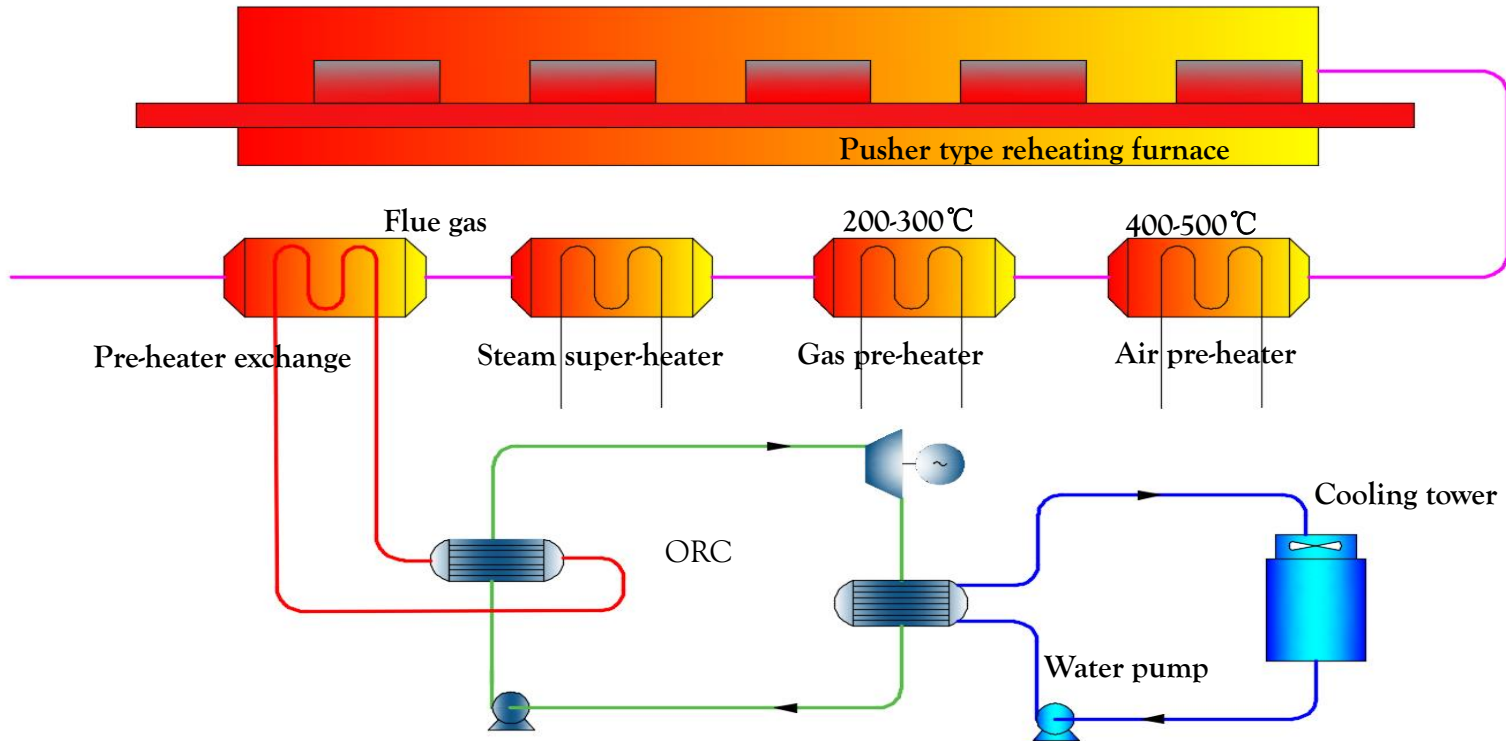 Pusher type reheating furnace
Flue gas
200-300℃
400-500℃
Pre-heater exchange
Steam super-heater
Gas pre-heater
Air pre-heater
~
Cooling tower
ORC
Water pump